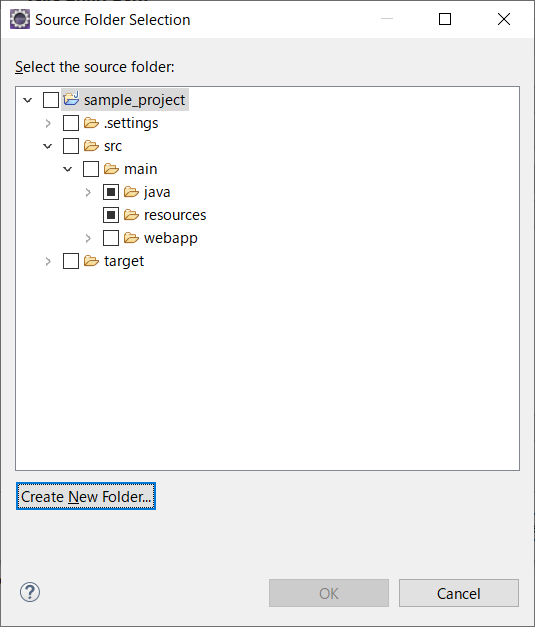 Source Folder Selection
Select the source folder:
sample_project
.settings
src
main
java
resources
webapp
target
Create New Folder...
?
OK
Cancel